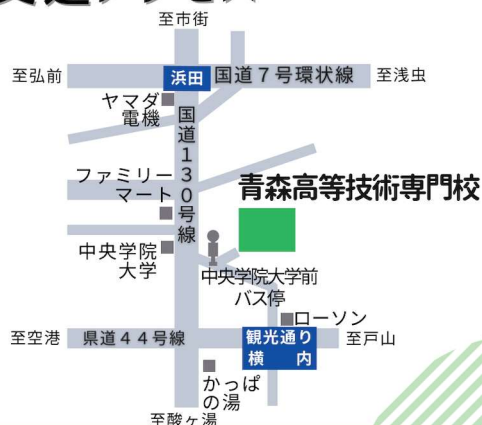 至市街
至弘前
浜田
国道７号環状線
至浅虫
ヤマダ
電機
国道１３０号線
ファミリー
マート
青森高等技術専門校
中央学院
大学
中央学院大学前
バス停
ローソン
至空港
県道４４号線
観光通り
横内
至戸山
かっぱ
の湯
至酸ヶ湯